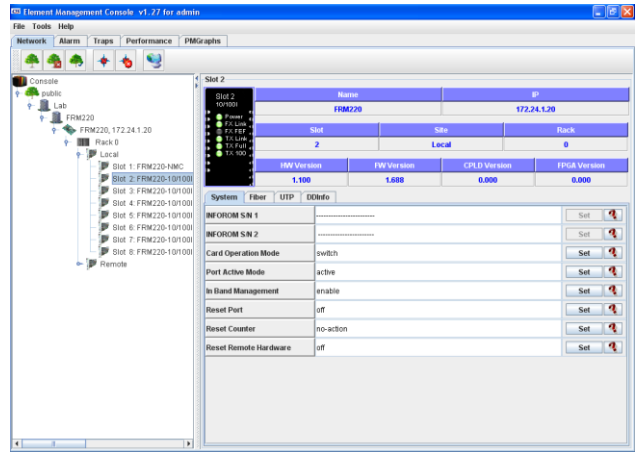 Element Management Console v1.27 for admin
File Tools Help
Network Alarm Traps Performance PMGraphs
Console
public
Lab
FRM220
FRM220, 172.24.1.20
Rack 0
Local
Slot 1: FRM220-NMC
Slot 2: FRM220-10/100I
Slot 3: FRM220-10/100I
Slot 4: FRM220-10/100I
Slot 5: FRM220-10/100I
Slot 6: FRM220-10/100I
Slot 7: FRM220-10/100I
Slot 8: FRM220-10/100I
Remote
Slot 2
Slot 2
10/100I
Power
FX Link
FX FEF
TX Link
TX Full
TX 100
Name IP
FRM220 172.24.1.20
Slot Site Rack
2 Local 0
HW Version FW Version CPLD Version FPGA Version
1.100 1.688 0.000 0.000
System Fiber UTP DDInfo
INFOROM S/N 1 -------------------- Set
INFOROM S/N 2 -------------------- Set
Card Operation Mode switch Set
Port Active Mode active Set
In Band Management enable Set
Reset Port off Set
Reset Counter no-action Set
Reset Remote Hardware off Set